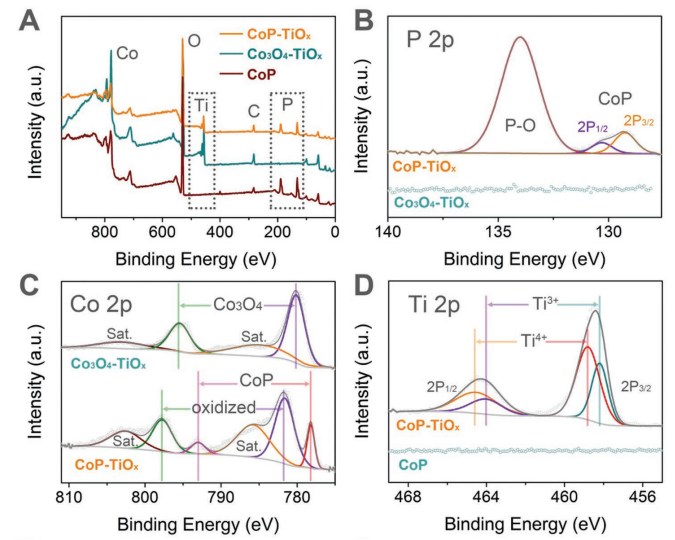 A
Co
O
CoP-TiOₓ
Co₃O₄-TiOₓ
CoP
Ti
C
P
Intensity (a.u.)
800 600 400 200 0
Binding Energy (eV)
B
P 2p
P-O
CoP
2P₁/₂
2P₃/₂
CoP-TiOₓ
Co₃O₄-TiOₓ
Intensity (a.u.)
140 135 130
Binding Energy (eV)
C
Co 2p
Co₃O₄
Sat.
Sat.
Co₃O₄-TiOₓ
CoP
oxidized
Sat.
Sat.
CoP-TiOₓ
Intensity (a.u.)
810 800 790 780
Binding Energy (eV)
D
Ti 2p
Ti³⁺
Ti⁴⁺
2P₁/₂
2P₃/₂
CoP-TiOₓ
CoP
Intensity (a.u.)
468 464 460 456
Binding Energy (eV)